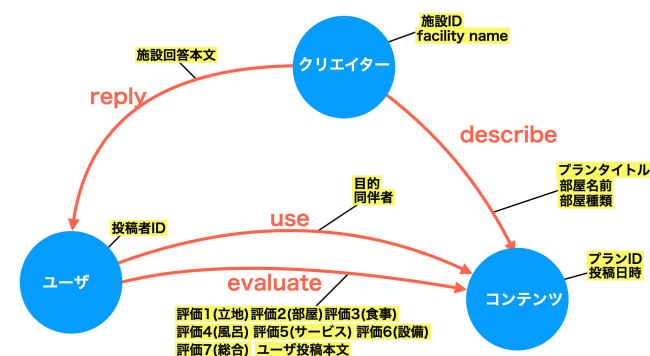 施設ID
facility name
クリエイター
施設回答本文
reply
describe
プランタイトル
部屋名前
部屋種類
目的
同伴者
投稿者ID
use
ユーザ
evaluate
プランID
投稿日時
コンテンツ
評価1(立地) 評価2(部屋) 評価3(食事)
評価4(風呂) 評価5(サービス) 評価6(設備)
評価7(総合) ユーザ投稿本文